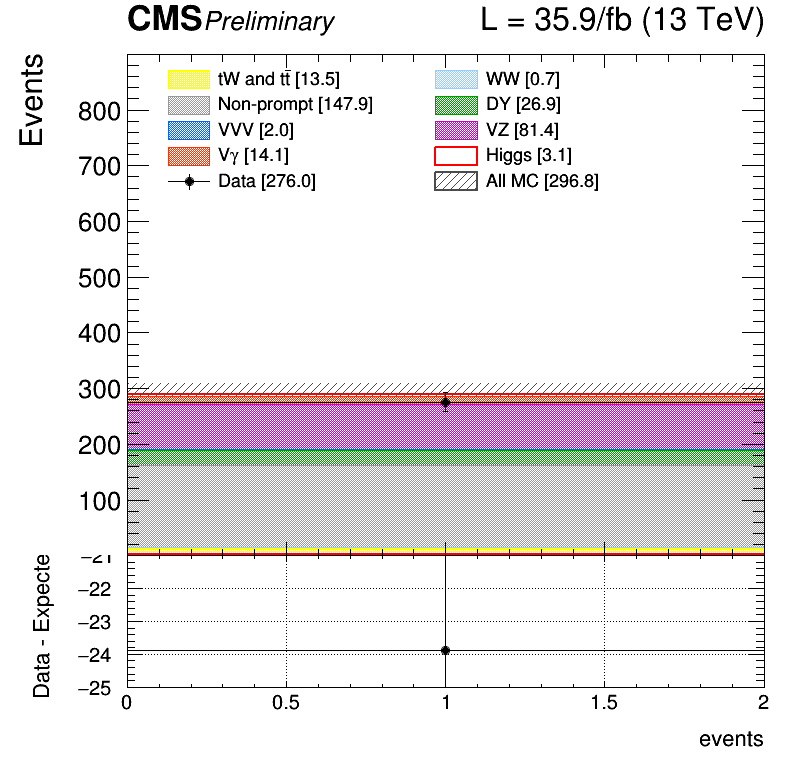 CMS Preliminary L = 35.9/fb (13 TeV)
Events
tW and tt̄ [13.5] WW [0.7]
Non-prompt [147.9] DY [26.9]
VVV [2.0] VZ [81.4]
Vγ [14.1] Higgs [3.1]
Data [276.0] All MC [296.8]
800
700
600
500
400
300
200
100
Data - Expecte
−21
−22
−23
−24
−25
0 0.5 1 1.5 2
events